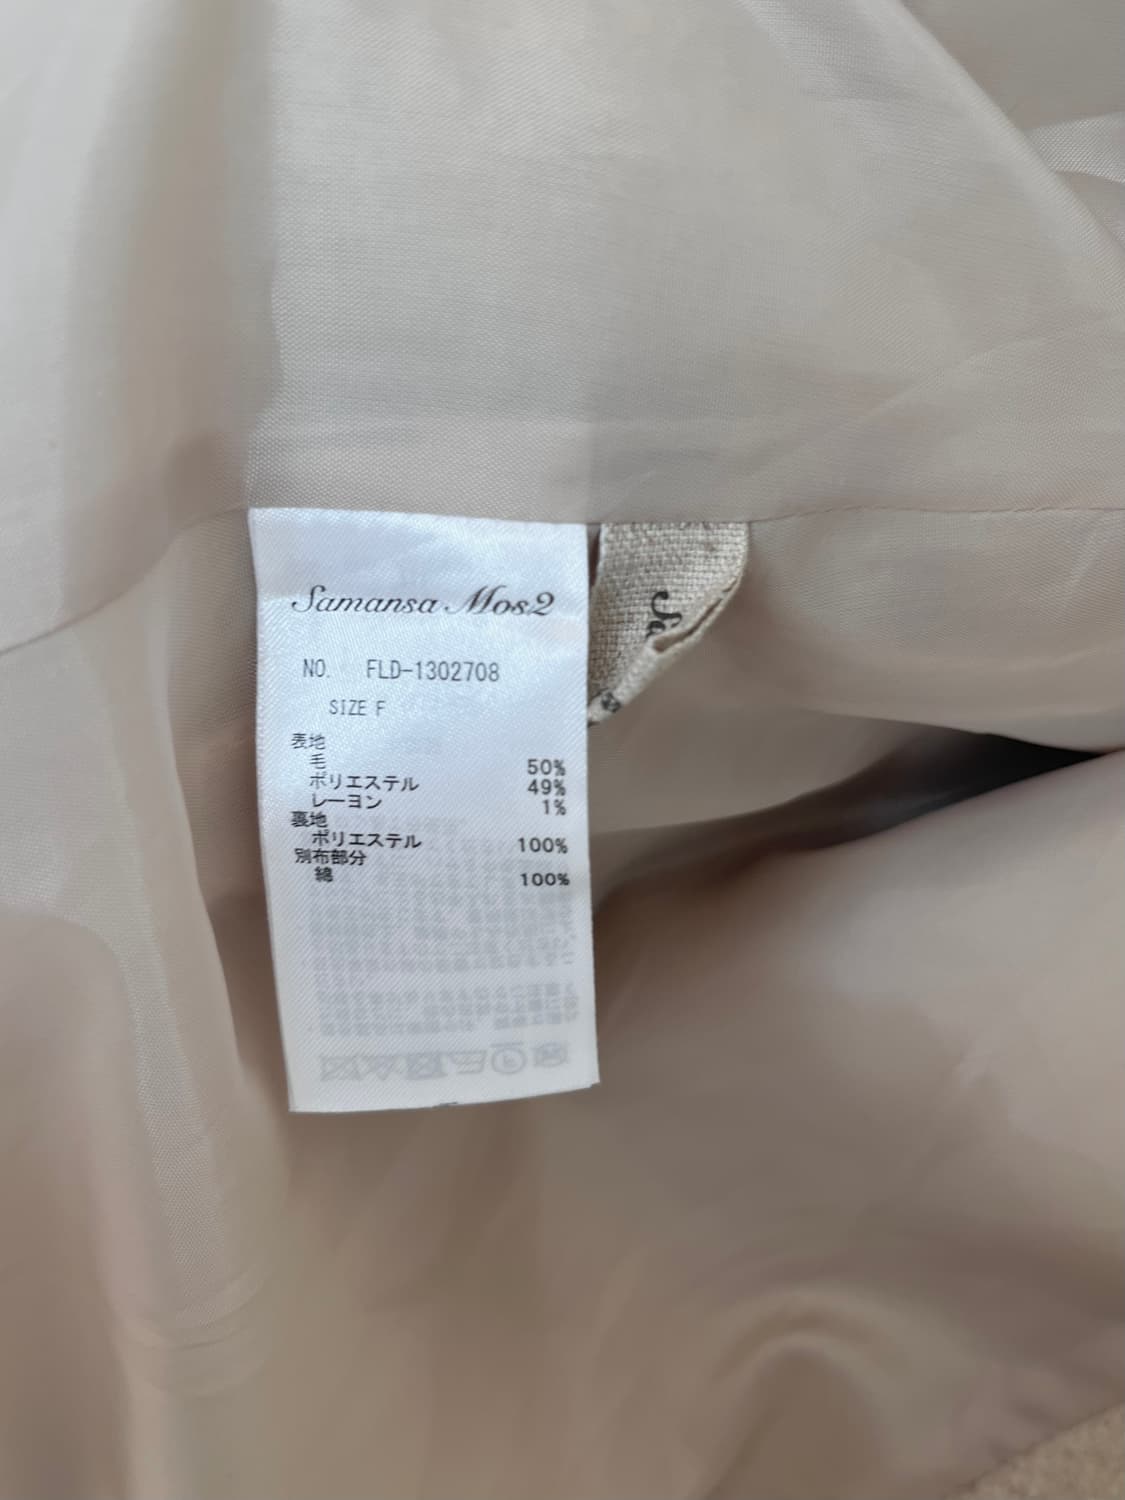 Samansa Mos2
NO. FLD-1302708
SIZE F
表地
毛 50%
ポリエステル 49%
レーヨン 1%
裏地
ポリエステル 100%
別布部分
綿 100%
Sa